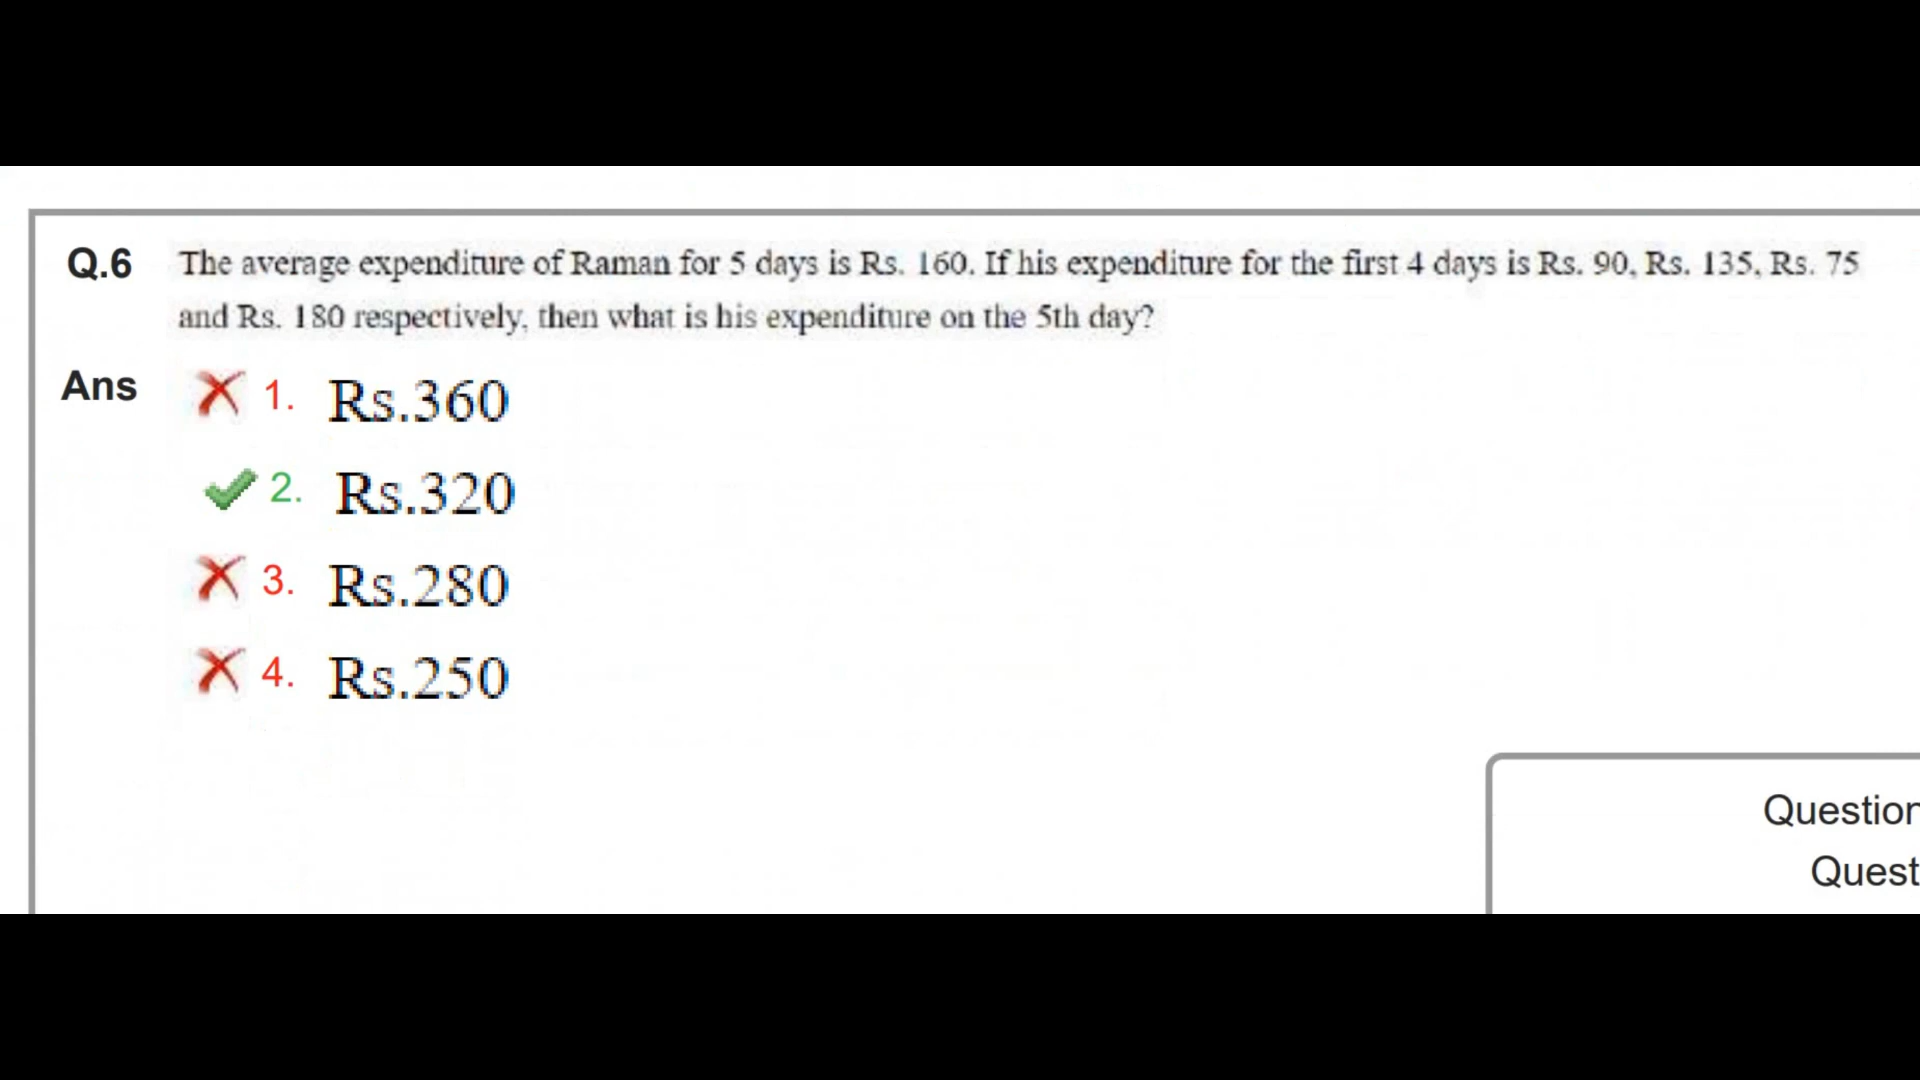 Q.6 The average expenditure of Raman for 5 days is Rs. 160. If his expenditure for the first 4 days is Rs. 90, Rs. 135, Rs. 75
and Rs. 180 respectively, then what is his expenditure on the 5th day?
Ans 1. Rs.360
2. Rs.320
3. Rs.280
4. Rs.250
Question
Quest